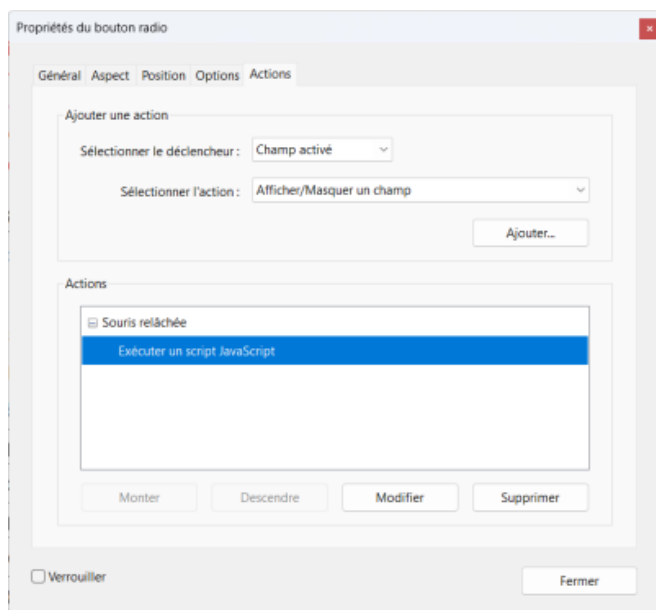 Propriétés du bouton radio
Général Aspect Position Options Actions
Ajouter une action
Sélectionner le déclencheur : Champ activé
Sélectionner l'action : Afficher/Masquer un champ
Ajouter...
Actions
Souris relâchée
Exécuter un script JavaScript
Monter Descendre Modifier Supprimer
Verrouiller
Fermer